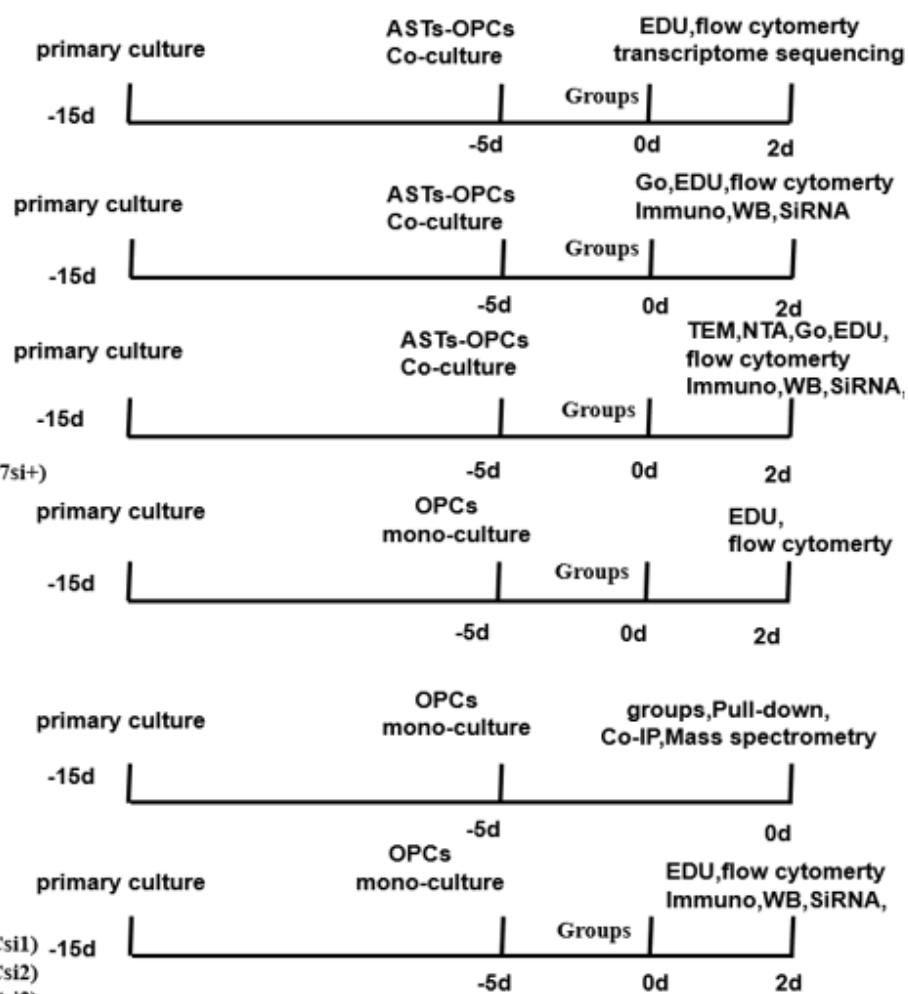 primary culture
ASTs-OPCs
Co-culture
EDU,flow cytomerty
transcriptome sequencing
-15d
Groups
-5d
0d
2d
primary culture
ASTs-OPCs
Co-culture
Go,EDU,flow cytomerty
Immuno,WB,SiRNA
-15d
Groups
-5d
0d
2d
primary culture
ASTs-OPCs
Co-culture
TEM,NTA,Go,EDU,
flow cytomerty
Immuno,WB,SiRNA,
-15d
Groups
7si+)
-5d
0d
2d
primary culture
OPCs
mono-culture
EDU,
flow cytomerty
-15d
Groups
-5d
0d
2d
primary culture
OPCs
mono-culture
groups,Pull-down,
Co-IP,Mass spectrometry
-15d
-5d
0d
primary culture
OPCs
mono-culture
EDU,flow cytomerty
Immuno,WB,SiRNA,
si1)
-15d
Groups
si2)
-5d
0d
2d